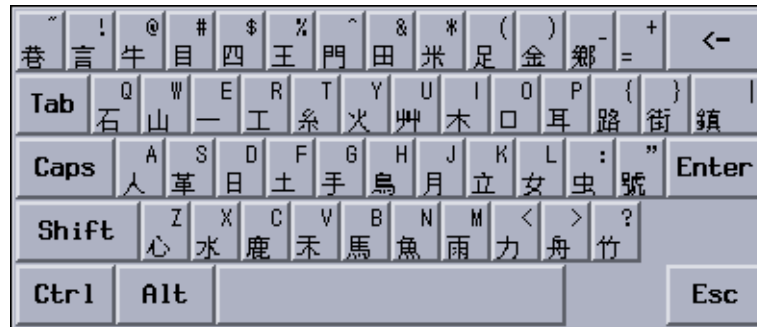 ~ ! @ # $ % ^ & * ( ) _ + <-
巷 言 牛 目 四 王 門 田 米 足 金 鄉 =
Tab Q W E R T Y U I O P { } |
石 山 一 工 糸 火 艸 木 口 耳 路 街 鎮
Caps A S D F G H J K L : ” Enter
人 革 日 土 手 鳥 月 立 女 虫 號
Shift Z X C V B N M < > ?
心 水 鹿 禾 馬 魚 雨 力 舟 竹
Ctrl Alt Esc